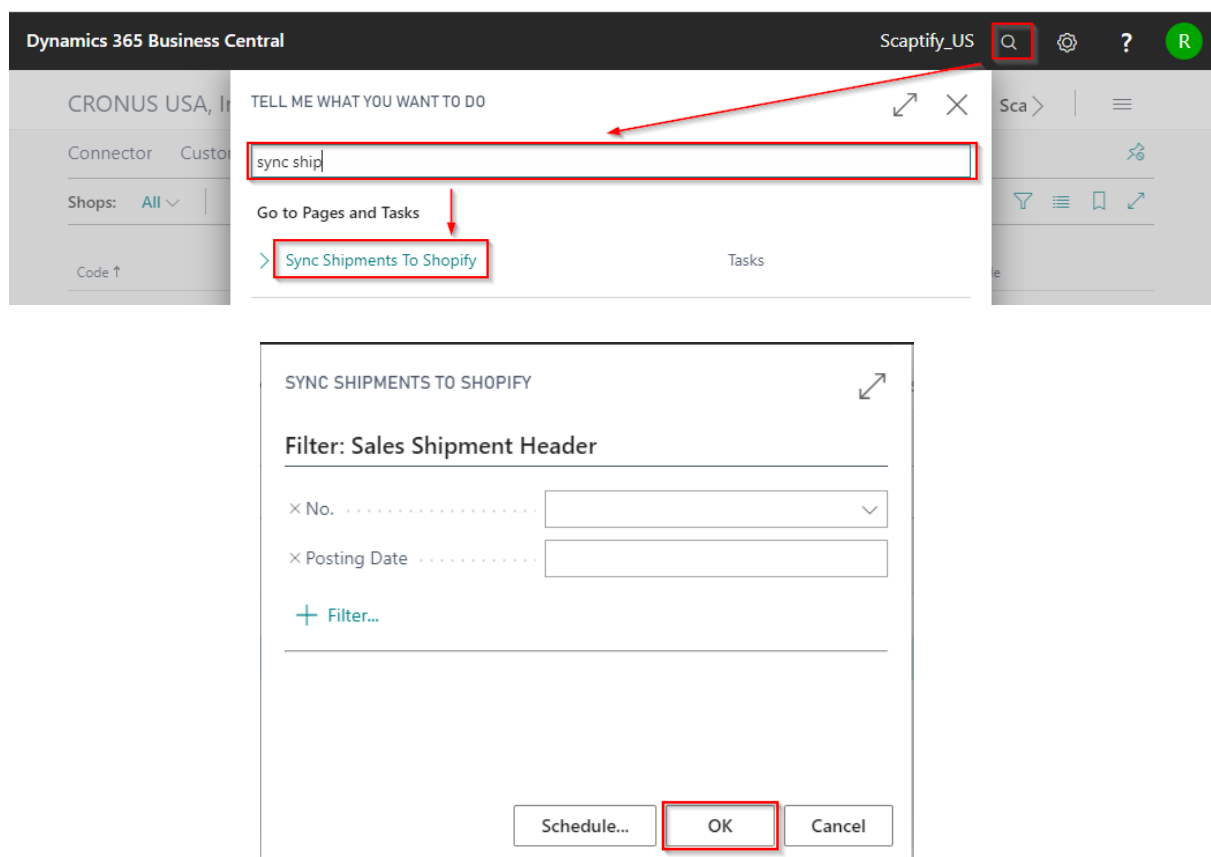 Dynamics 365 Business Central Scaptify_US ? R
CRONUS USA, TELL ME WHAT YOU WANT TO DO Sca
Connector
sync ship
Shops: All
Go to Pages and Tasks
Sync Shipments To Shopify Tasks
Code
SYNC SHIPMENTS TO SHOPIFY
Filter: Sales Shipment Header
No.
Posting Date
Filter...
Schedule... OK Cancel